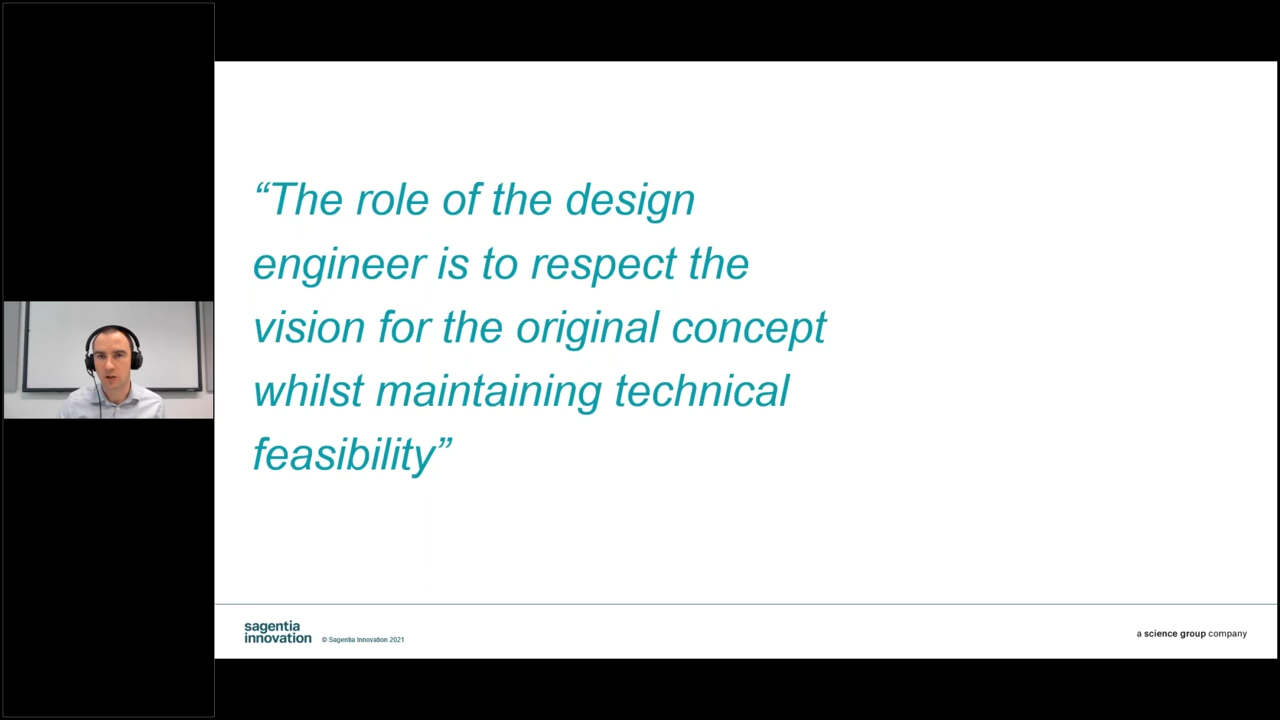 “The role of the design
engineer is to respect the
vision for the original concept
whilst maintaining technical
feasibility”
sagentia
innovation
© Sagentia Innovation 2021
a science group company